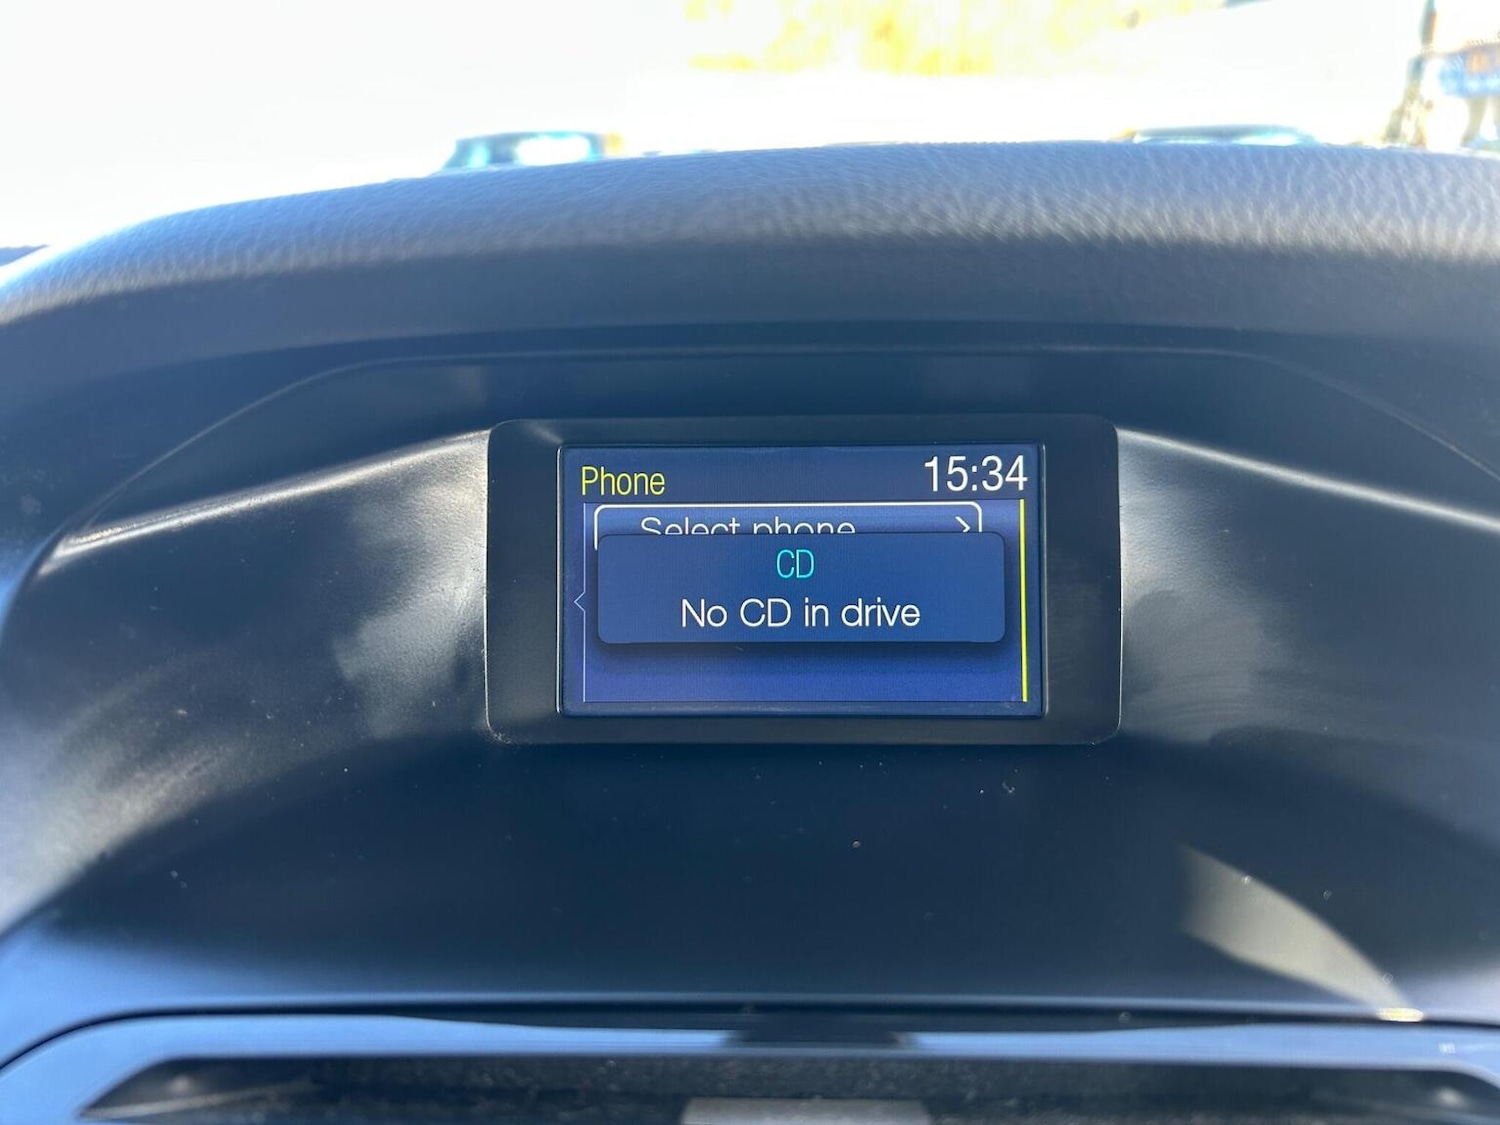 Phone 15:34
Select phone
CD
No CD in drive